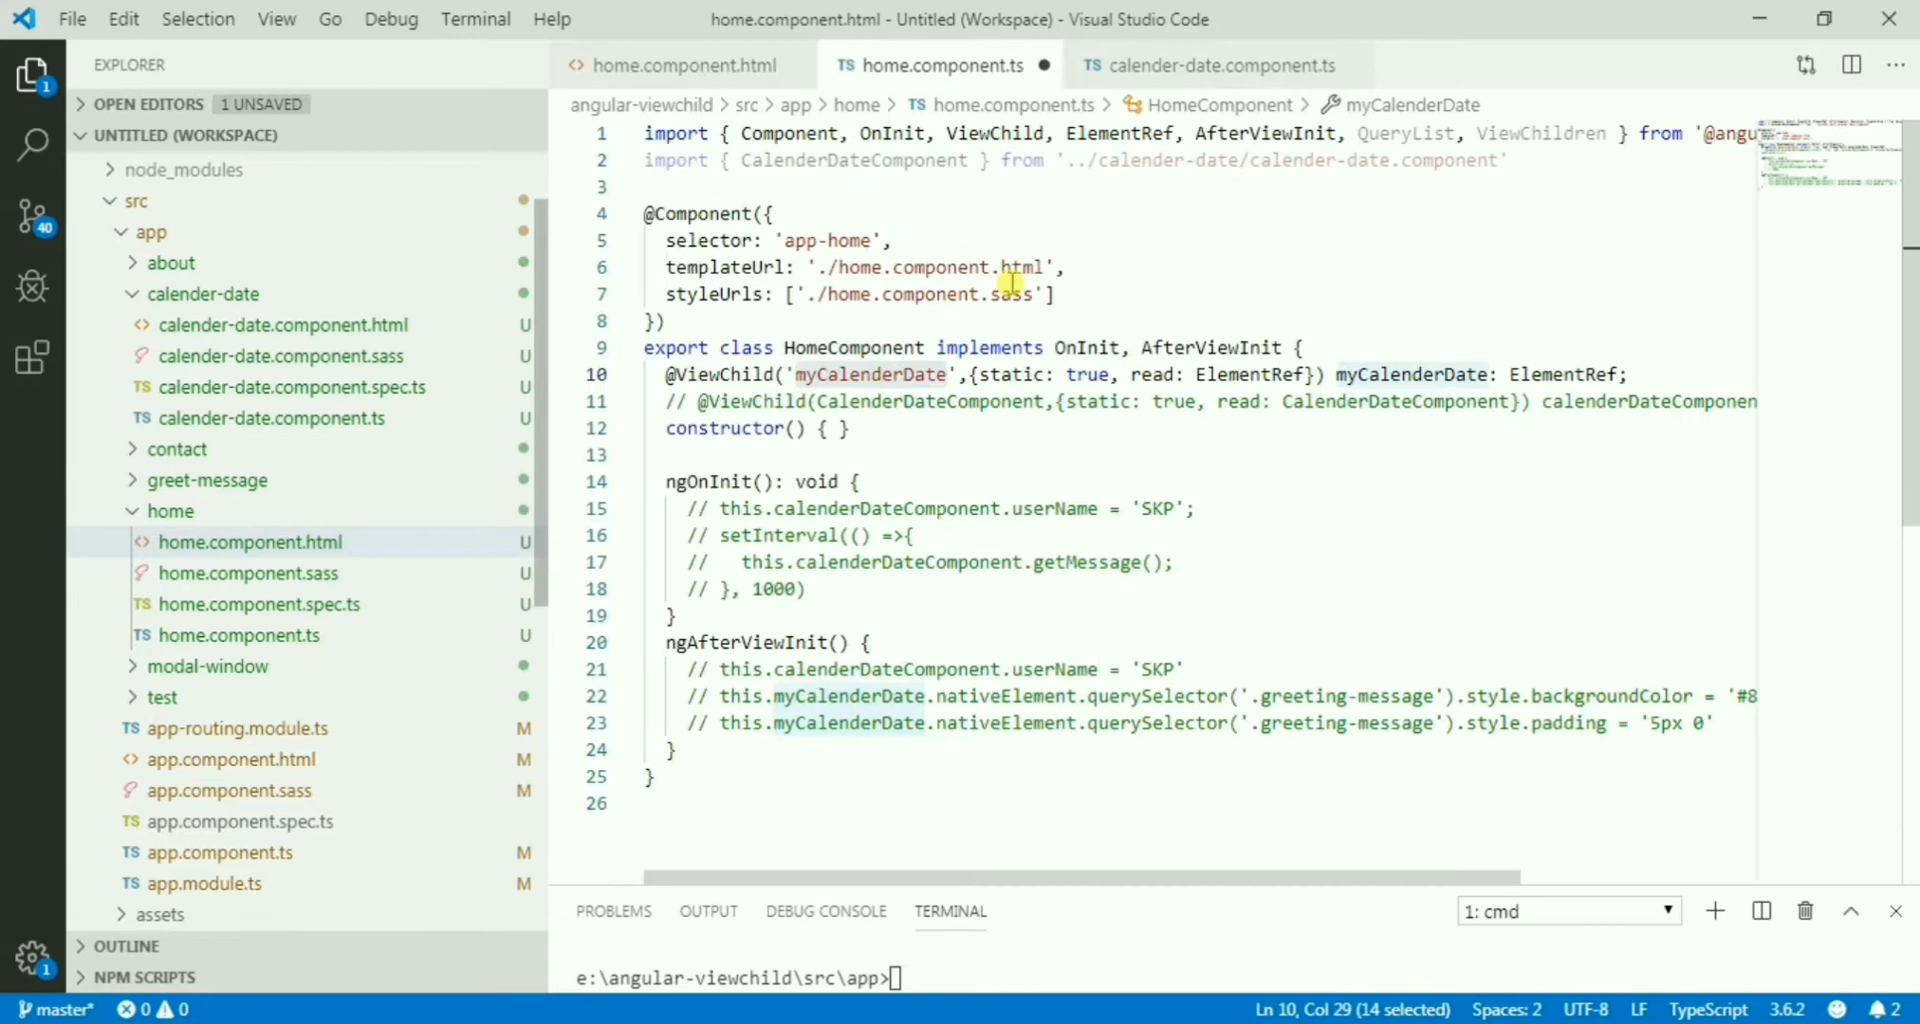 File Edit Selection View Go Debug Terminal Help home.component.html - Untitled (Workspace) - Visual Studio Code
EXPLORER
OPEN EDITORS 1 UNSAVED
UNTITLED (WORKSPACE)
node_modules
src
app
about
calender-date
calender-date.component.html U
calender-date.component.sass U
calender-date.component.spec.ts U
calender-date.component.ts U
contact
greet-message
home
home.component.html U
home.component.sass U
home.component.spec.ts U
home.component.ts U
modal-window
test
app-routing.module.ts M
app.component.html M
app.component.sass M
app.component.spec.ts
app.component.ts M
app.module.ts M
assets
OUTLINE
NPM SCRIPTS
1
40
1
home.component.html TS home.component.ts TS calender-date.component.ts
angular-viewchild > src > app > home > TS home.component.ts > HomeComponent > myCalenderDate
1 import { Component, OnInit, ViewChild, ElementRef, AfterViewInit, QueryList, ViewChildren } from '@angu
2 import { CalenderDateComponent } from '../calender-date/calender-date.component'
3
4 @Component({
5 selector: 'app-home',
6 templateUrl: './home.component.html',
7 styleUrls: ['./home.component.sass']
8 })
9 export class HomeComponent implements OnInit, AfterViewInit {
10 @ViewChild('myCalenderDate',{static: true, read: ElementRef}) myCalenderDate: ElementRef;
11 // @ViewChild(CalenderDateComponent,{static: true, read: CalenderDateComponent}) calenderDateComponen
12 constructor() { }
13
14 ngOnInit(): void {
15 // this.calenderDateComponent.userName = 'SKP';
16 // setInterval(() =>{
17 // this.calenderDateComponent.getMessage();
18 // }, 1000)
19 }
20 ngAfterViewInit() {
21 // this.calenderDateComponent.userName = 'SKP'
22 // this.myCalenderDate.nativeElement.querySelector('.greeting-message').style.backgroundColor = '#8
23 // this.myCalenderDate.nativeElement.querySelector('.greeting-message').style.padding = '5px 0'
24 }
25 }
26
PROBLEMS OUTPUT DEBUG CONSOLE TERMINAL 1: cmd
e:\angular-viewchild\src\app>
master* 0 0 Ln 10, Col 29 (14 selected) Spaces: 2 UTF-8 LF TypeScript 3.6.2 2